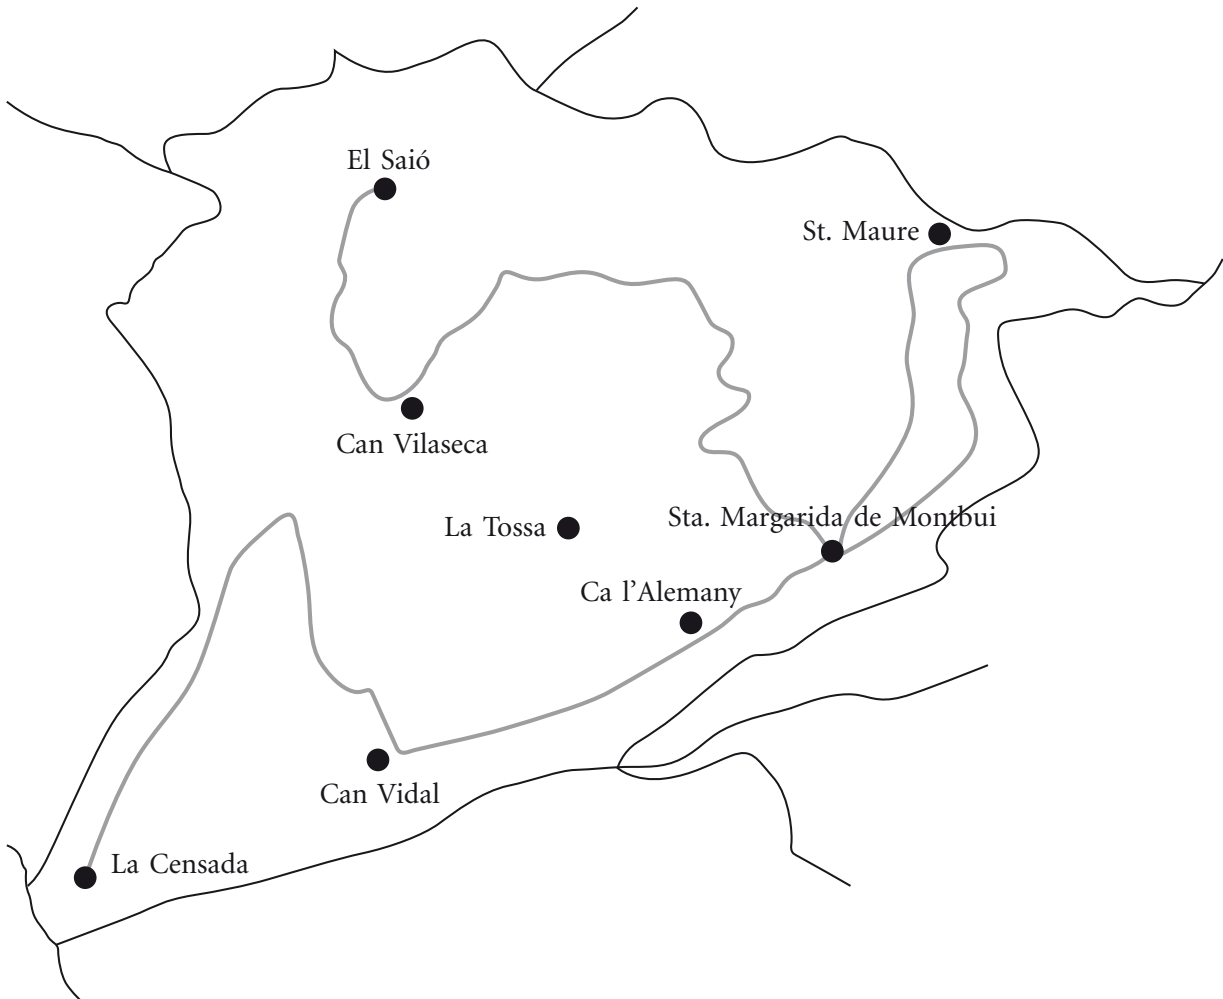 El Saió
St. Maure
Can Vilaseca
Sta. Margarida de Montbui
La Tossa
Ca l’Alemany
Can Vidal
La Censada